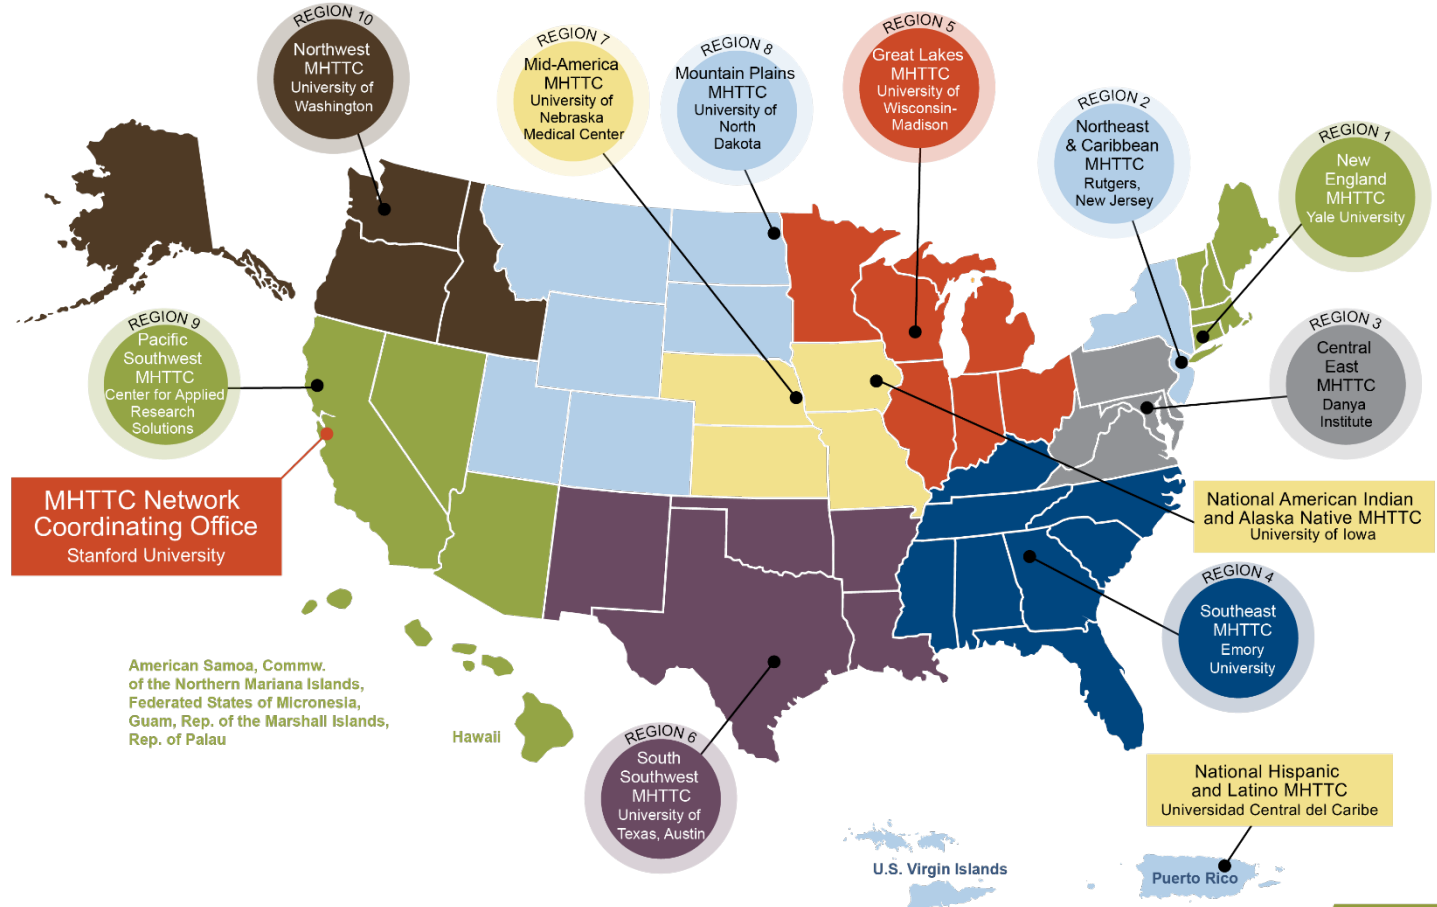 REGION 10
Northwest
MHTTC
University of
Washington
REGION 7
Mid-America
MHTTC
University of
Nebraska
Medical Center
REGION 8
Mountain Plains
MHTTC
University of
North
Dakota
REGION 5
Great Lakes
MHTTC
University of
Wisconsin-
Madison
REGION 2
Northeast
& Caribbean
MHTTC
Rutgers,
New Jersey
REGION 1
New
England
MHTTC
Yale University
REGION 9
Pacific
Southwest
MHTTC
Center for Applied
Research
Solutions
REGION 3
Central
East
MHTTC
Danya
Institute
MHTTC Network
Coordinating Office
Stanford University
National American Indian
and Alaska Native MHTTC
University of Iowa
REGION 4
Southeast
MHTTC
Emory
University
American Samoa, Commw.
of the Northern Mariana Islands,
Federated States of Micronesia,
Guam, Rep. of the Marshall Islands,
Rep. of Palau
Hawaii
REGION 6
South
Southwest
MHTTC
University of
Texas, Austin
National Hispanic
and Latino MHTTC
Universidad Central del Caribe
U.S. Virgin Islands
Puerto Rico